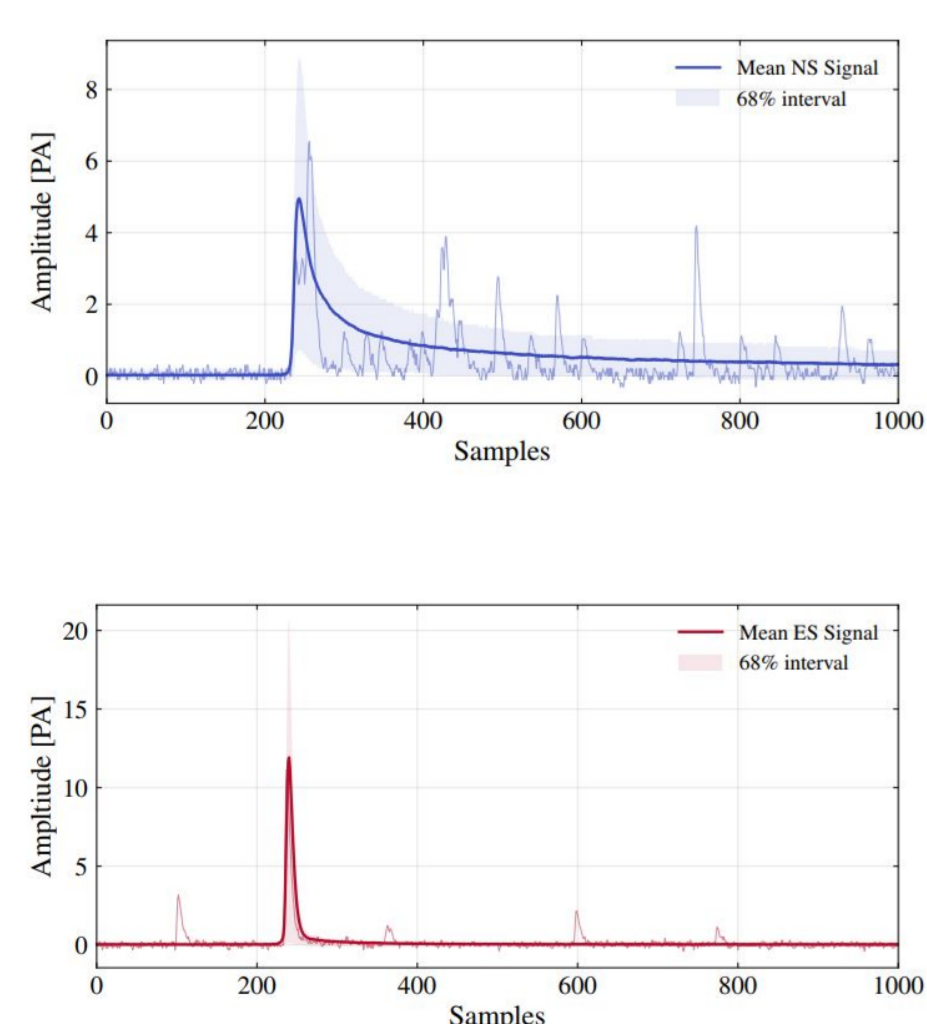 8
6
4
2
0
Amplitude [PA]
Mean NS Signal
68% interval
0 200 400 600 800 1000
Samples
20
15
10
5
0
Ampltiude [PA]
Mean ES Signal
68% interval
0 200 400 600 800 1000
Samples